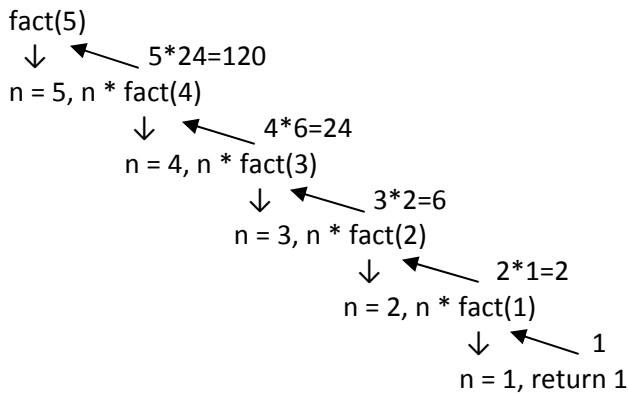 fact(5)
5*24=120
n = 5, n * fact(4)
4*6=24
n = 4, n * fact(3)
3*2=6
n = 3, n * fact(2)
2*1=2
n = 2, n * fact(1)
1
n = 1, return 1